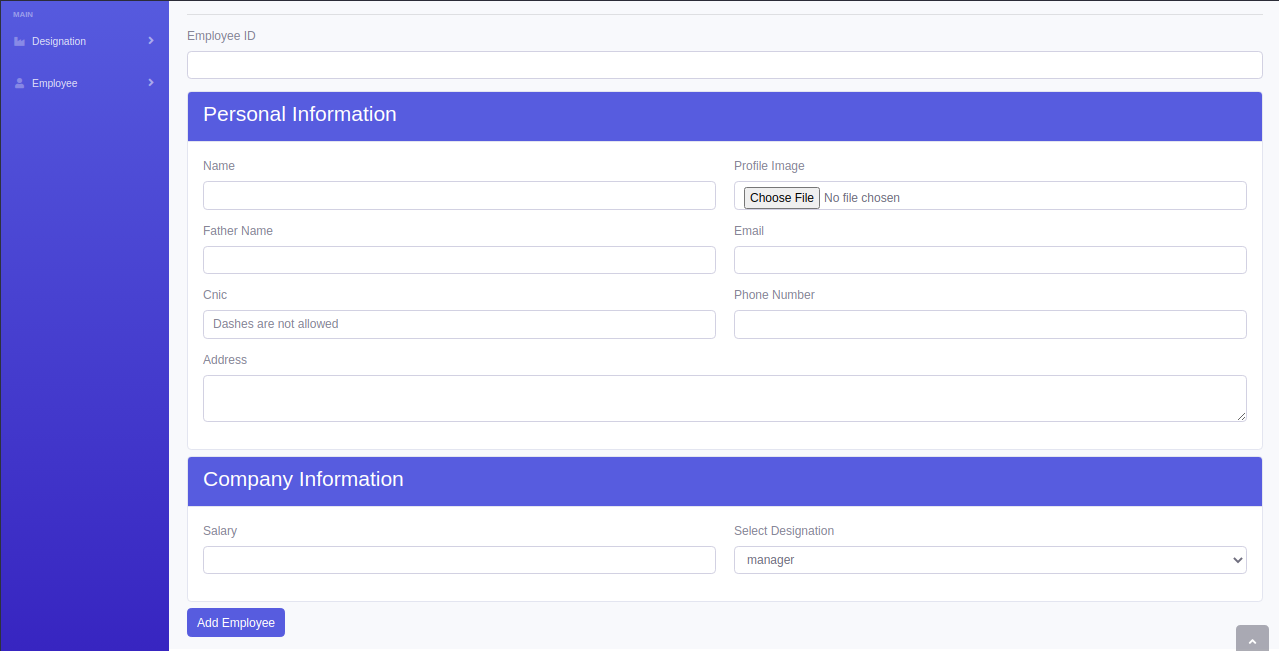 MAIN
Designation
Employee
Employee ID
Personal Information
Name
Profile Image
Choose File No file chosen
Father Name
Email
Cnic
Phone Number
Dashes are not allowed
Address
Company Information
Salary
Select Designation
manager
Add Employee